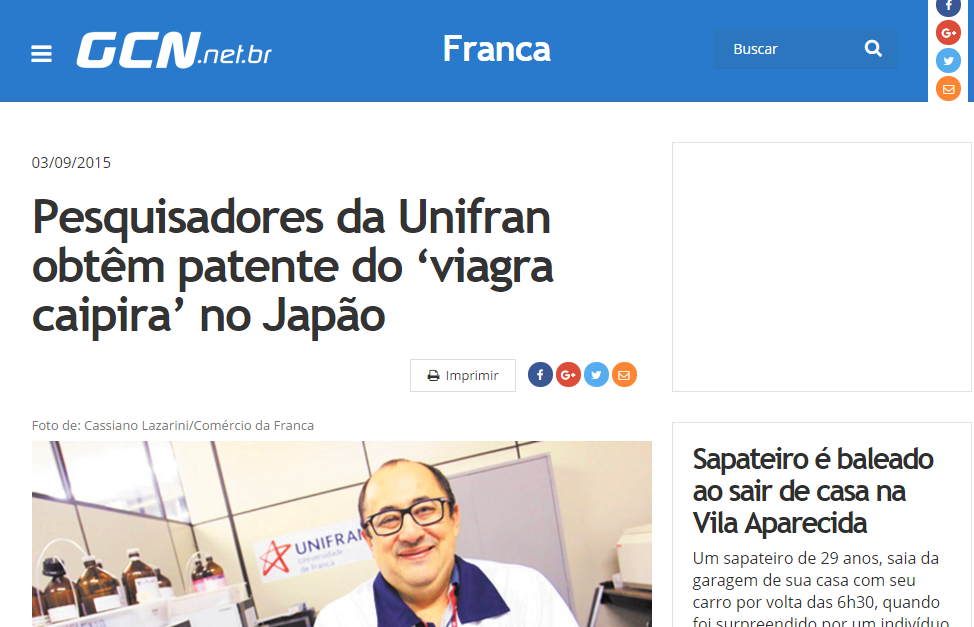 GCN.net.br
Franca
Buscar
03/09/2015
Pesquisadores da Unifran
obtêm patente do ‘viagra
caipira’ no Japão
Imprimir
Foto de: Cassiano Lazarini/Comércio da Franca
UNIFRAN
Universidade
de Franca
Sapateiro é baleado
ao sair de casa na
Vila Aparecida
Um sapateiro de 29 anos, saia da
garagem de sua casa com seu
carro por volta das 6h30, quando
foi surpreendido por um indivíduo